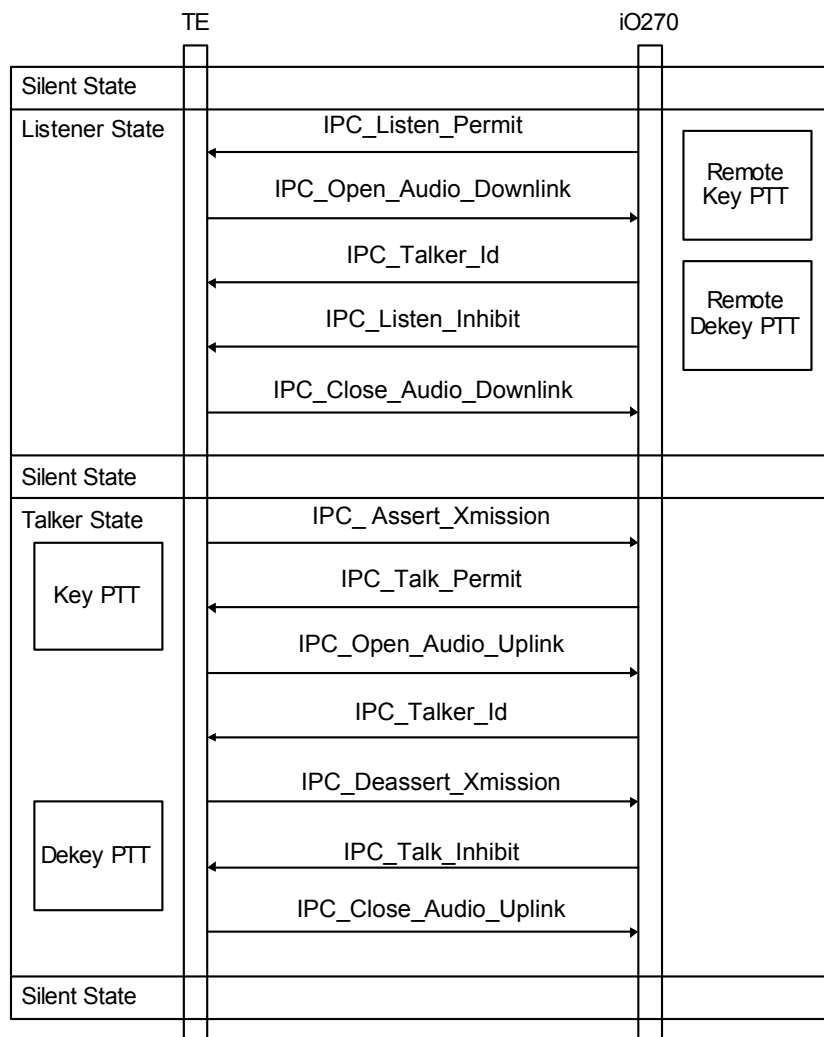 TE
iO270
Silent State
Listener State
IPC_Listen_Permit
Remote
Key PTT
IPC_Open_Audio_Downlink
IPC_Talker_Id
Remote
Dekey PTT
IPC_Listen_Inhibit
IPC_Close_Audio_Downlink
Silent State
Talker State
IPC_ Assert_Xmission
Key PTT
IPC_Talk_Permit
IPC_Open_Audio_Uplink
IPC_Talker_Id
IPC_Deassert_Xmission
Dekey PTT
IPC_Talk_Inhibit
IPC_Close_Audio_Uplink
Silent State